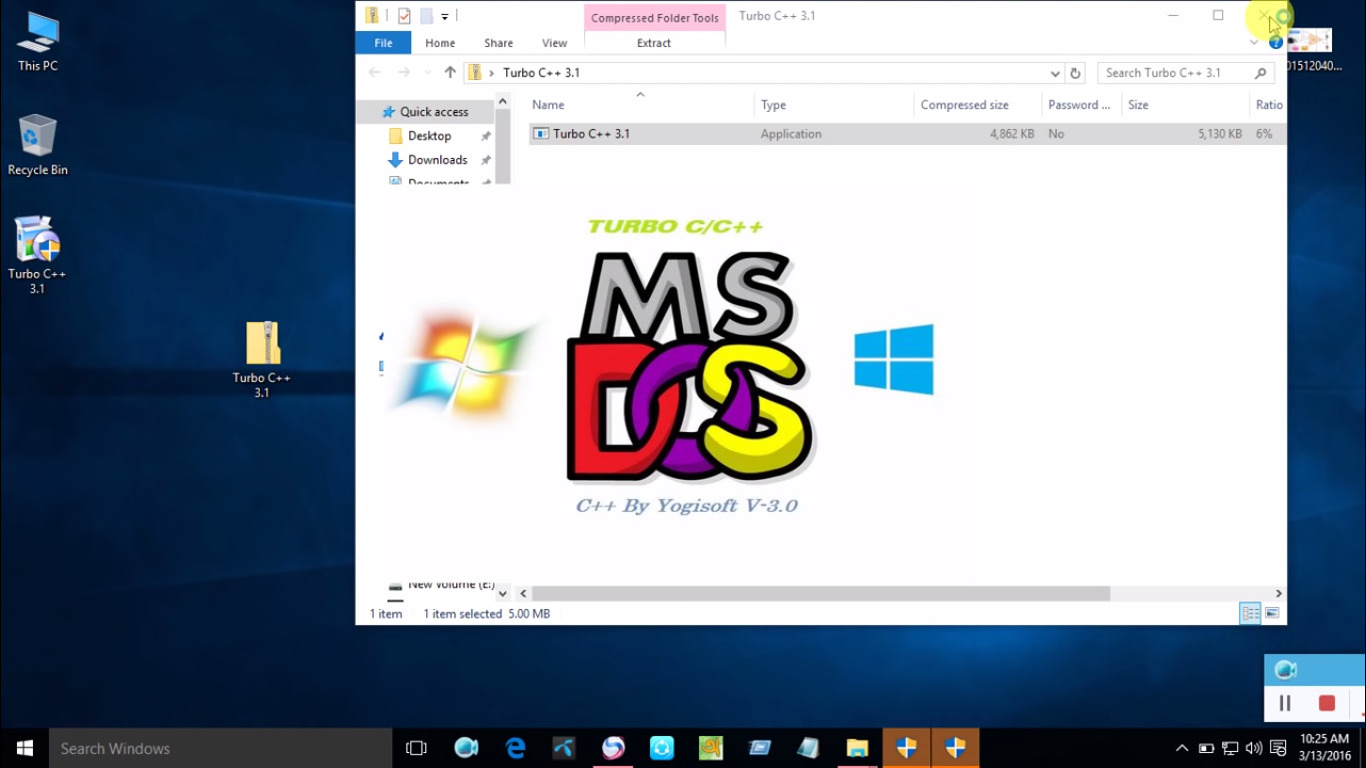 This PC
Recycle Bin
Turbo C++
3.1
Turbo C++
3.1
Compressed Folder Tools
Turbo C++ 3.1
File
Home
Share
View
Extract
Turbo C++ 3.1
Search Turbo C++ 3.1
Quick access
Desktop
Downloads
Documents
Name
Type
Compressed size
Password ...
Size
Ratio
Turbo C++ 3.1
Application
4,862 KB
No
5,130 KB
6%
TURBO C/C++
MS
DOS
C++ By Yogisoft V-3.0
New Volume (E:)
1 item
1 item selected 5.00 MB
01512040...
Search Windows
10:25 AM
3/13/2016